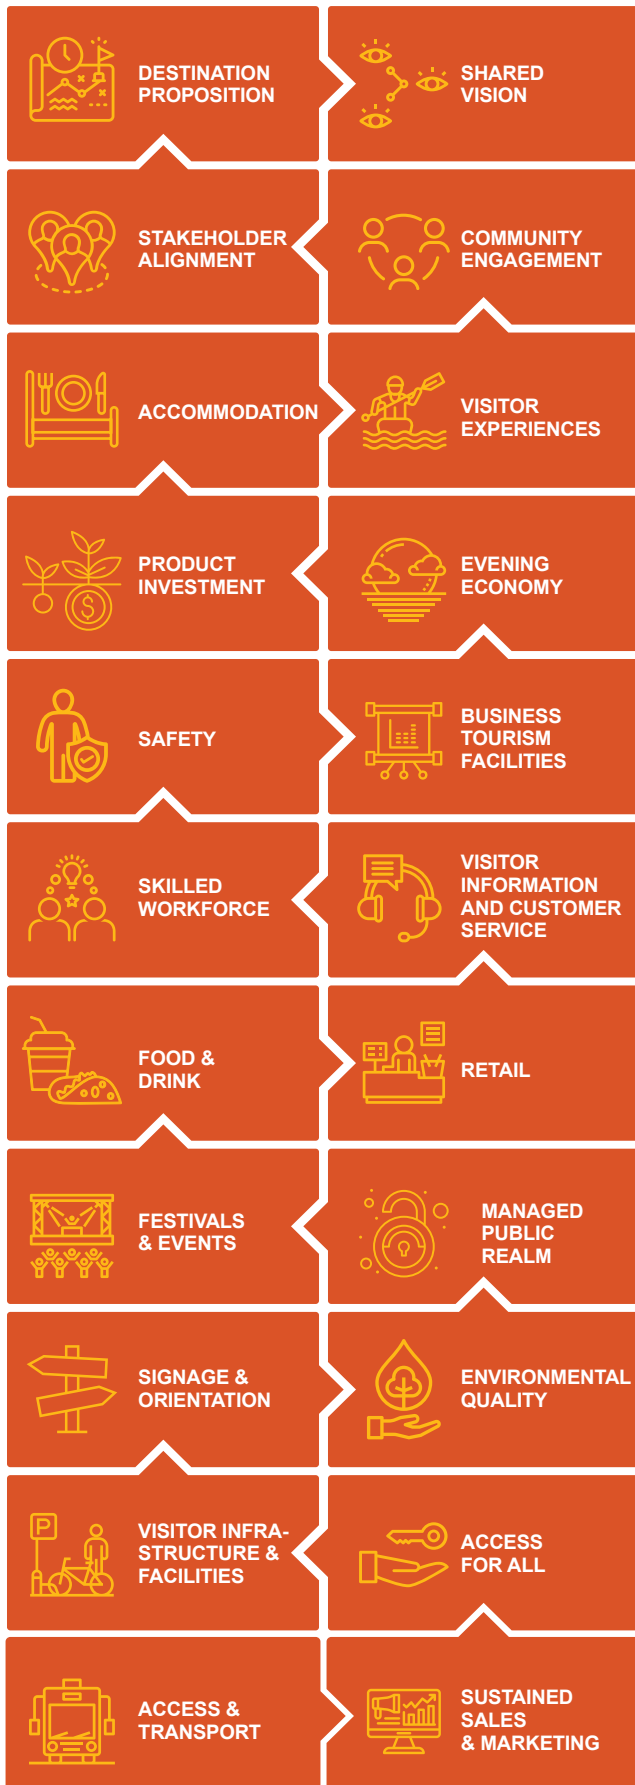 DESTINATION
PROPOSITION
SHARED
VISION
STAKEHOLDER
ALIGNMENT
COMMUNITY
ENGAGEMENT
ACCOMMODATION
VISITOR
EXPERIENCES
PRODUCT
INVESTMENT
$
EVENING
ECONOMY
SAFETY
BUSINESS
TOURISM
FACILITIES
SKILLED
WORKFORCE
VISITOR
INFORMATION
AND CUSTOMER
SERVICE
FOOD &
DRINK
RETAIL
FESTIVALS
& EVENTS
MANAGED
PUBLIC
REALM
SIGNAGE &
ORIENTATION
ENVIRONMENTAL
QUALITY
P
VISITOR INFRA-
STRUCTURE &
FACILITIES
ACCESS
FOR ALL
ACCESS &
TRANSPORT
SUSTAINED
SALES
& MARKETING